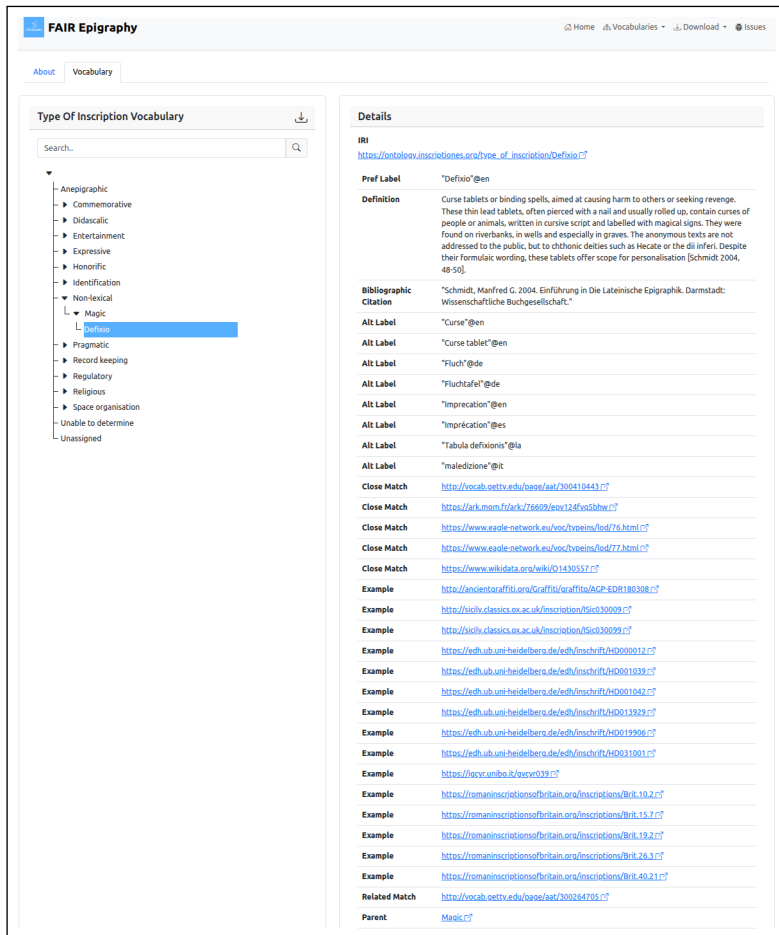 FAIR Epigraphy
Home Vocabularies Download Issues
About Vocabulary
Type Of Inscription Vocabulary
Search..
Anepigraphic
Commemorative
Didascalic
Entertainment
Expressive
Honorific
Identification
Non-lexical
Magic
Defixio
Pragmatic
Record keeping
Regulatory
Religious
Space organisation
Unable to determine
Unassigned
Details
IRI
https://ontology.inscriptiones.org/type_of_inscription/Defixio
Pref Label "Defixio"@en
Definition Curse tablets or binding spells, aimed at causing harm to others or seeking revenge.
These thin lead tablets, often pierced with a nail and usually rolled up, contain curses of
people or animals, written in cursive script and labelled with magical signs. They were
found on riverbanks, in wells and especially in graves. The anonymous texts are not
addressed to the public, but to chthonic deities such as Hecate or the dii inferi. Despite
their formulaic wording, these tablets offer scope for personalisation [Schmidt 2004,
48-50].
Bibliographic "Schmidt, Manfred G. 2004. Einführung in Die Lateinische Epigraphik. Darmstadt:
Citation Wissenschaftliche Buchgesellschaft."
Alt Label "Curse"@en
Alt Label "Curse tablet"@en
Alt Label "Fluch"@de
Alt Label "Fluchtafel"@de
Alt Label "Imprecation"@en
Alt Label "Imprécation"@es
Alt Label "Tabula defixionis"@la
Alt Label "maledizione"@it
Close Match http://vocab.getty.edu/page/aat/300410443
Close Match https://ark.mom.fr/ark:/76609/epv124fvq5bhw
Close Match https://www.eagle-network.eu/voc/typeins/lod/76.html
Close Match https://www.eagle-network.eu/voc/typeins/lod/77.html
Close Match https://www.wikidata.org/wiki/Q1430557
Example http://ancientgraffiti.org/Graffiti/graffito/AGP-EDR180308
Example http://sicily.classics.ox.ac.uk/inscription/ISic030009
Example http://sicily.classics.ox.ac.uk/inscription/ISic030099
Example https://edh.ub.uni-heidelberg.de/edh/inschrift/HD000012
Example https://edh.ub.uni-heidelberg.de/edh/inschrift/HD001039
Example https://edh.ub.uni-heidelberg.de/edh/inschrift/HD001042
Example https://edh.ub.uni-heidelberg.de/edh/inschrift/HD013929
Example https://edh.ub.uni-heidelberg.de/edh/inschrift/HD019906
Example https://edh.ub.uni-heidelberg.de/edh/inschrift/HD031001
Example https://igcyr.unibo.it/gvcyr039
Example https://romaninscriptionsofbritain.org/inscriptions/Brit.10.2
Example https://romaninscriptionsofbritain.org/inscriptions/Brit.15.7
Example https://romaninscriptionsofbritain.org/inscriptions/Brit.19.2
Example https://romaninscriptionsofbritain.org/inscriptions/Brit.26.3
Example https://romaninscriptionsofbritain.org/inscriptions/Brit.40.21
Related Match http://vocab.getty.edu/page/aat/300264705
Parent Magic